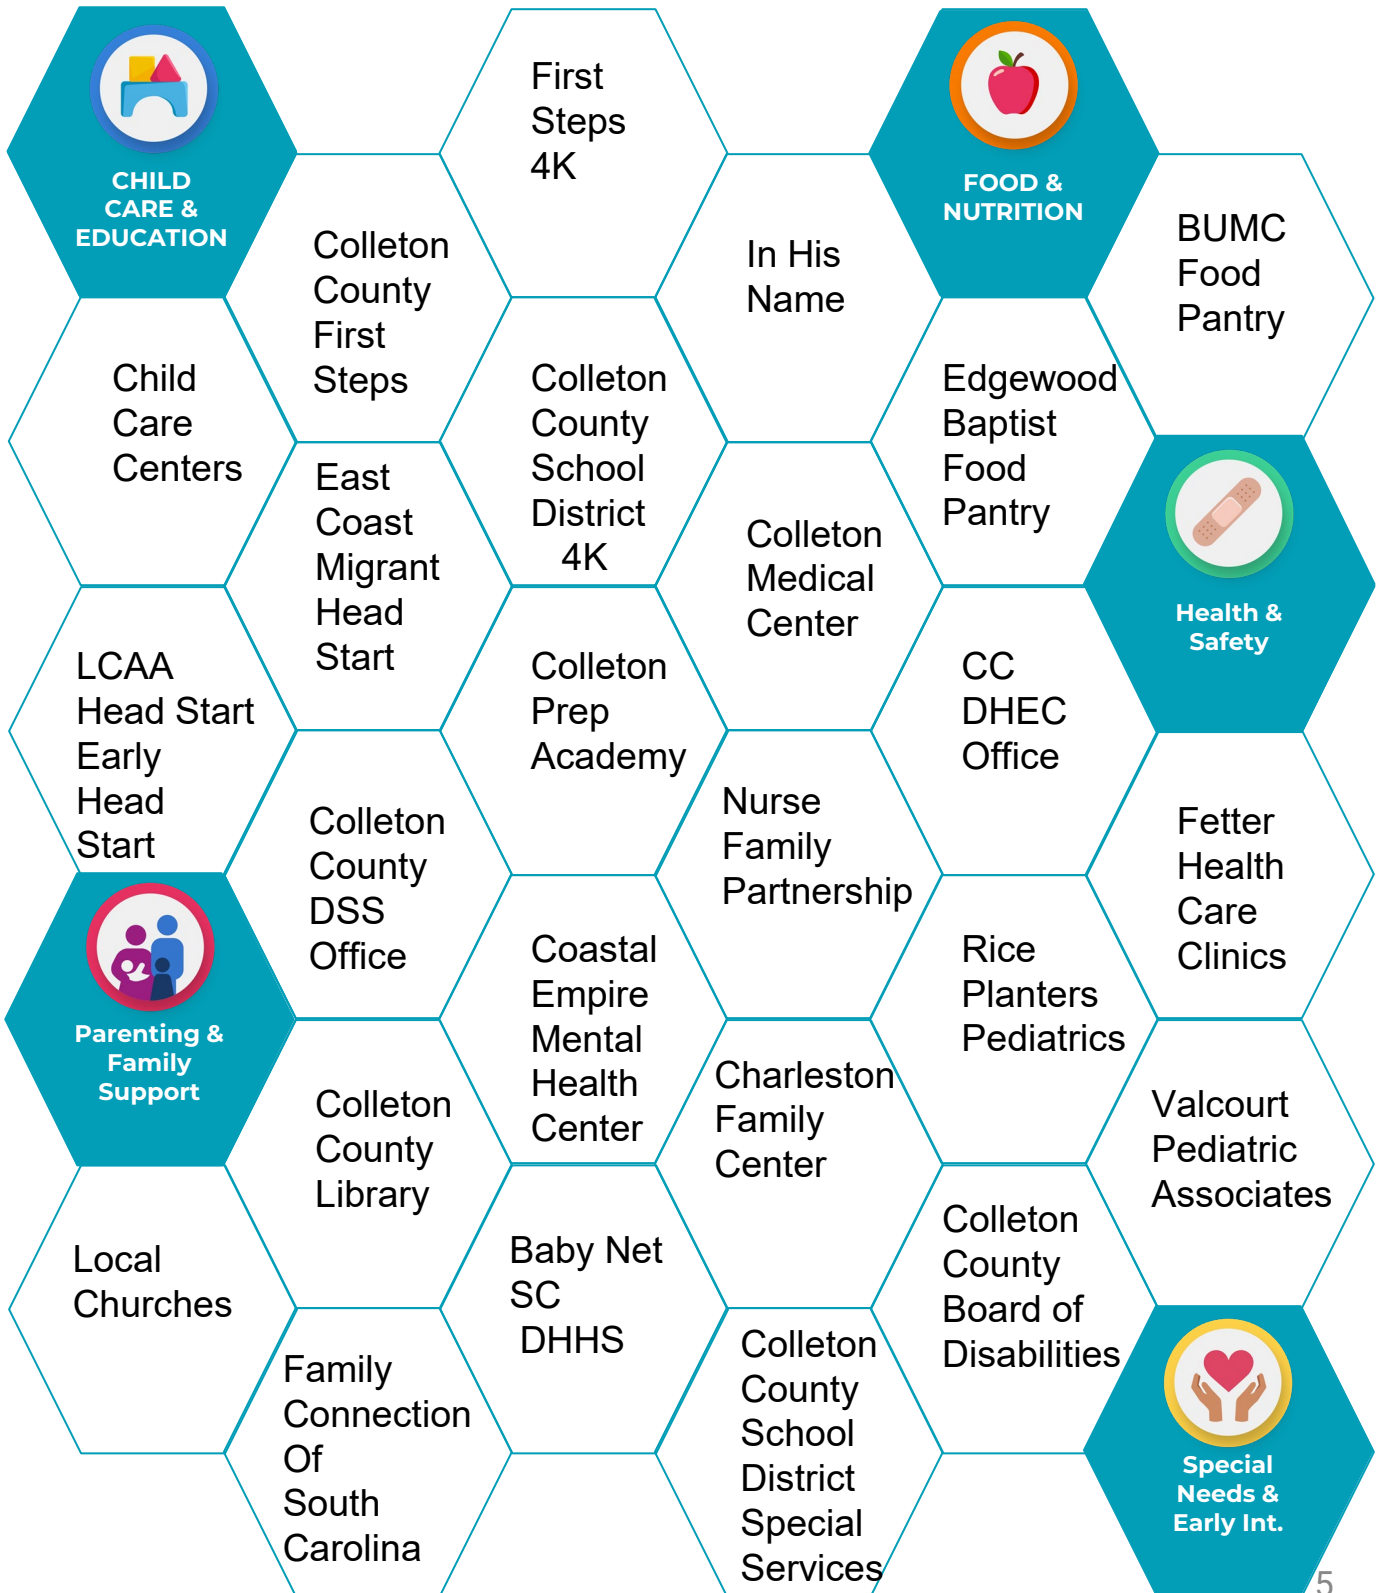 CHILD
CARE &
EDUCATION
First
Steps
4K
FOOD &
NUTRITION
Colleton
County
First
Steps
In His
Name
BUMC
Food
Pantry
Child
Care
Centers
Colleton
County
School
District
4K
Edgewood
Baptist
Food
Pantry
East
Coast
Migrant
Head
Start
Colleton
Medical
Center
Health &
Safety
LCAA
Head Start
Early
Head
Start
Colleton
Prep
Academy
CC
DHEC
Office
Colleton
County
DSS
Office
Nurse
Family
Partnership
Fetter
Health
Care
Clinics
Parenting &
Family
Support
Coastal
Empire
Mental
Health
Center
Rice
Planters
Pediatrics
Colleton
County
Library
Charleston
Family
Center
Valcourt
Pediatric
Associates
Local
Churches
Baby Net
SC
DHHS
Colleton
County
Board of
Disabilities
Family
Connection
Of
South
Carolina
Colleton
County
School
District
Special
Services
Special
Needs &
Early Int.
5